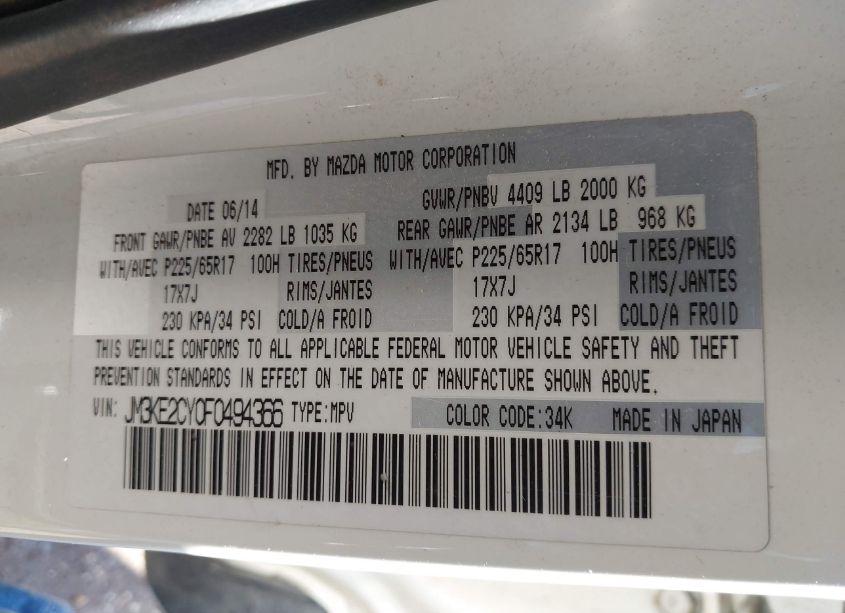 MFD. BY MAZDA MOTOR CORPORATION
DATE 06/14 GVWR/PNBV 4409 LB 2000 KG
FRONT GAWR/PNBE AV 2282 LB 1035 KG REAR GAWR/PNBE AR 2134 LB 968 KG
WITH/AVEC P225/65R17 100H TIRES/PNEUS WITH/AVEC P225/65R17 100H TIRES/PNEUS
17X7J RIMS/JANTES 17X7J RIMS/JANTES
230 KPA/34 PSI COLD/A FROID 230 KPA/34 PSI COLD/A FROID
THIS VEHICLE CONFORMS TO ALL APPLICABLE FEDERAL MOTOR VEHICLE SAFETY AND THEFT
PREVENTION STANDARDS IN EFFECT ON THE DATE OF MANUFACTURE SHOWN ABOVE.
VIN: JM3KE2CY0F0494366 TYPE:MPV COLOR CODE:34K MADE IN JAPAN